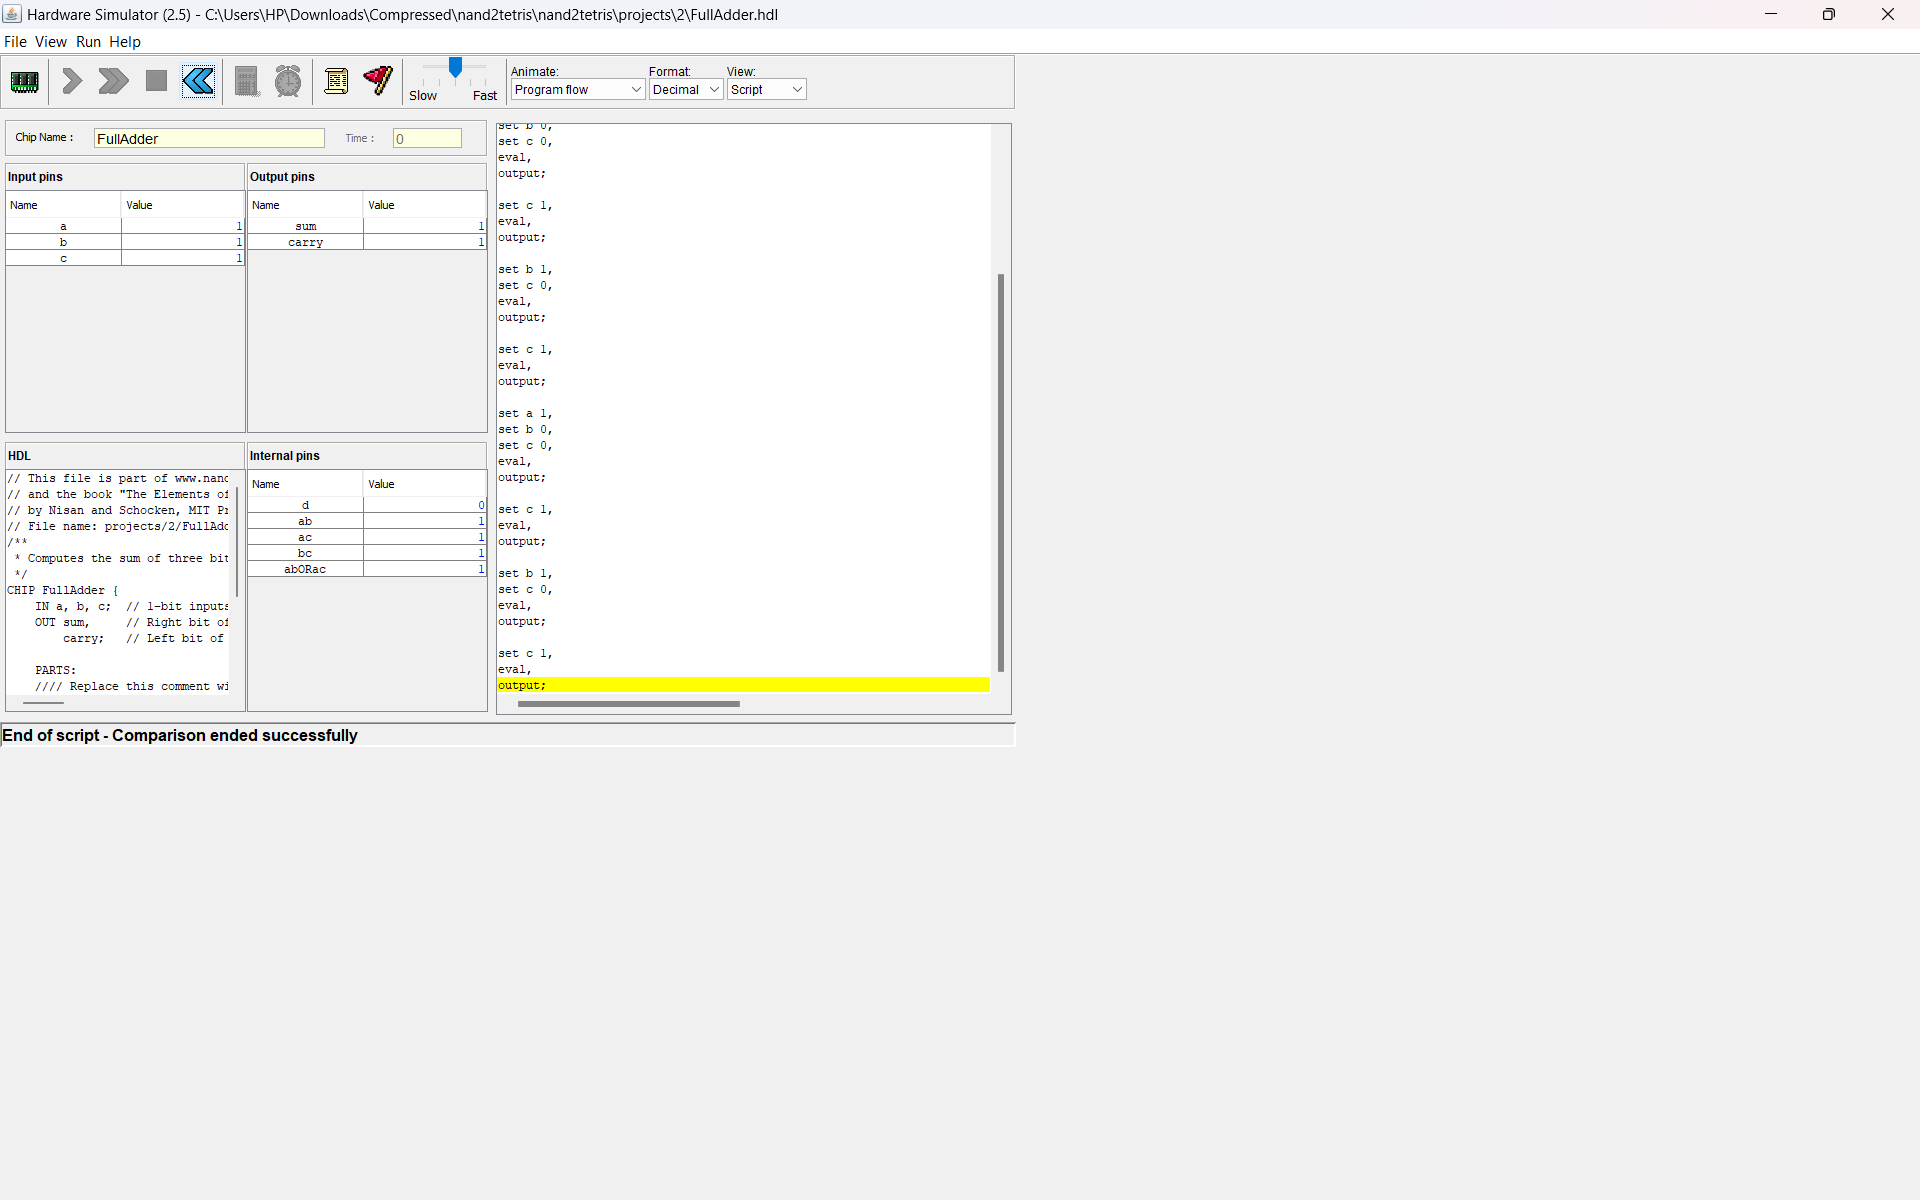 Hardware Simulator (2.5) - C:\Users\HP\Downloads\Compressed\nand2tetris\nand2tetris\projects\2\FullAdder.hdl
File View Run Help
Slow Fast
Animate: Format: View:
Program flow Decimal Script
Chip Name : FullAdder Time : 0
Input pins
Name Value
a 1
b 1
c 1
Output pins
Name Value
sum 1
carry 1
HDL
// This file is part of www.nand
// and the book "The Elements of
// by Nisan and Schocken, MIT Pr
// File name: projects/2/FullAdd
/**
* Computes the sum of three bit
*/
CHIP FullAdder {
IN a, b, c; // 1-bit inputs
OUT sum, // Right bit of
carry; // Left bit of
PARTS:
//// Replace this comment wi
Internal pins
Name Value
d 0
ab 1
ac 1
bc 1
abORac 1
set b 0,
set c 0,
eval,
output;
set c 1,
eval,
output;
set b 1,
set c 0,
eval,
output;
set c 1,
eval,
output;
set a 1,
set b 0,
set c 0,
eval,
output;
set c 1,
eval,
output;
set b 1,
set c 0,
eval,
output;
set c 1,
eval,
output;
End of script - Comparison ended successfully